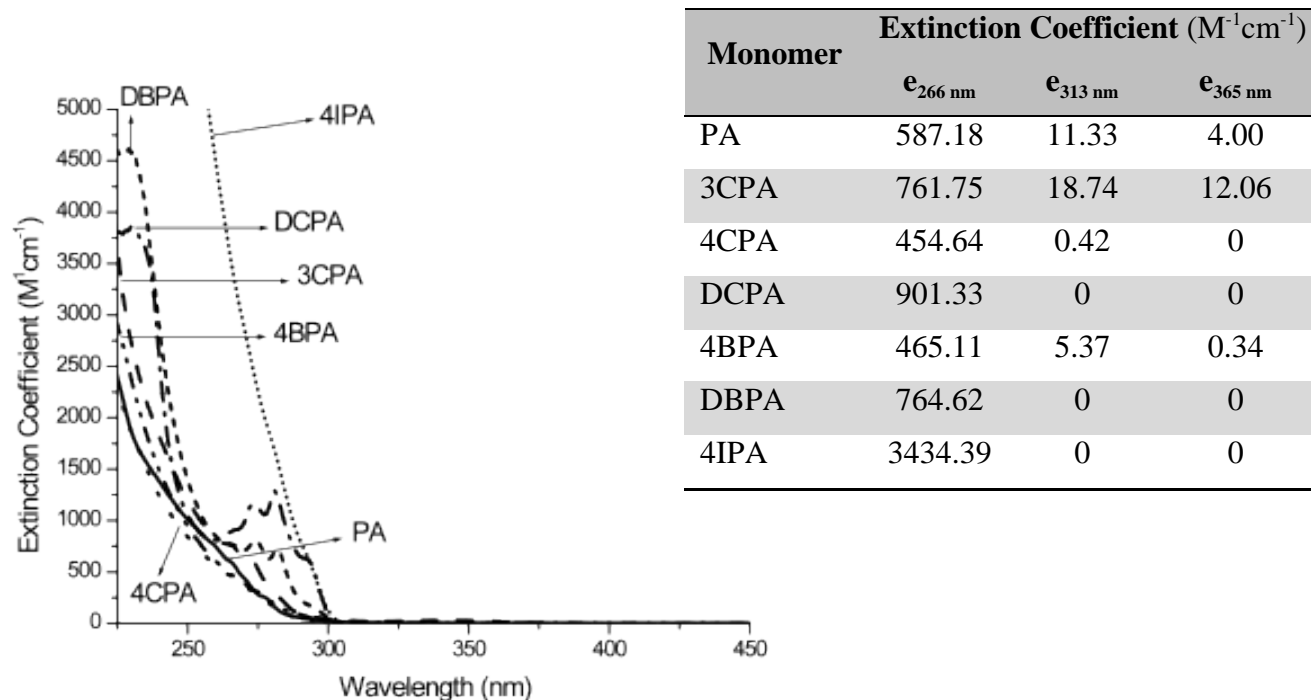 DBPA
5000
4IPA
4500
4000
DCPA
3500
3CPA
3000
4BPA
2500
2000
1500
1000
PA
500
4CPA
0
250
300
350
400
450
Extinction Coefficient (M¹cm⁻¹)
Wavelength (nm)
Monomer
Extinction Coefficient (M⁻¹cm⁻¹)
e266 nm e313 nm e365 nm
PA 587.18 11.33 4.00
3CPA 761.75 18.74 12.06
4CPA 454.64 0.42 0
DCPA 901.33 0 0
4BPA 465.11 5.37 0.34
DBPA 764.62 0 0
4IPA 3434.39 0 0